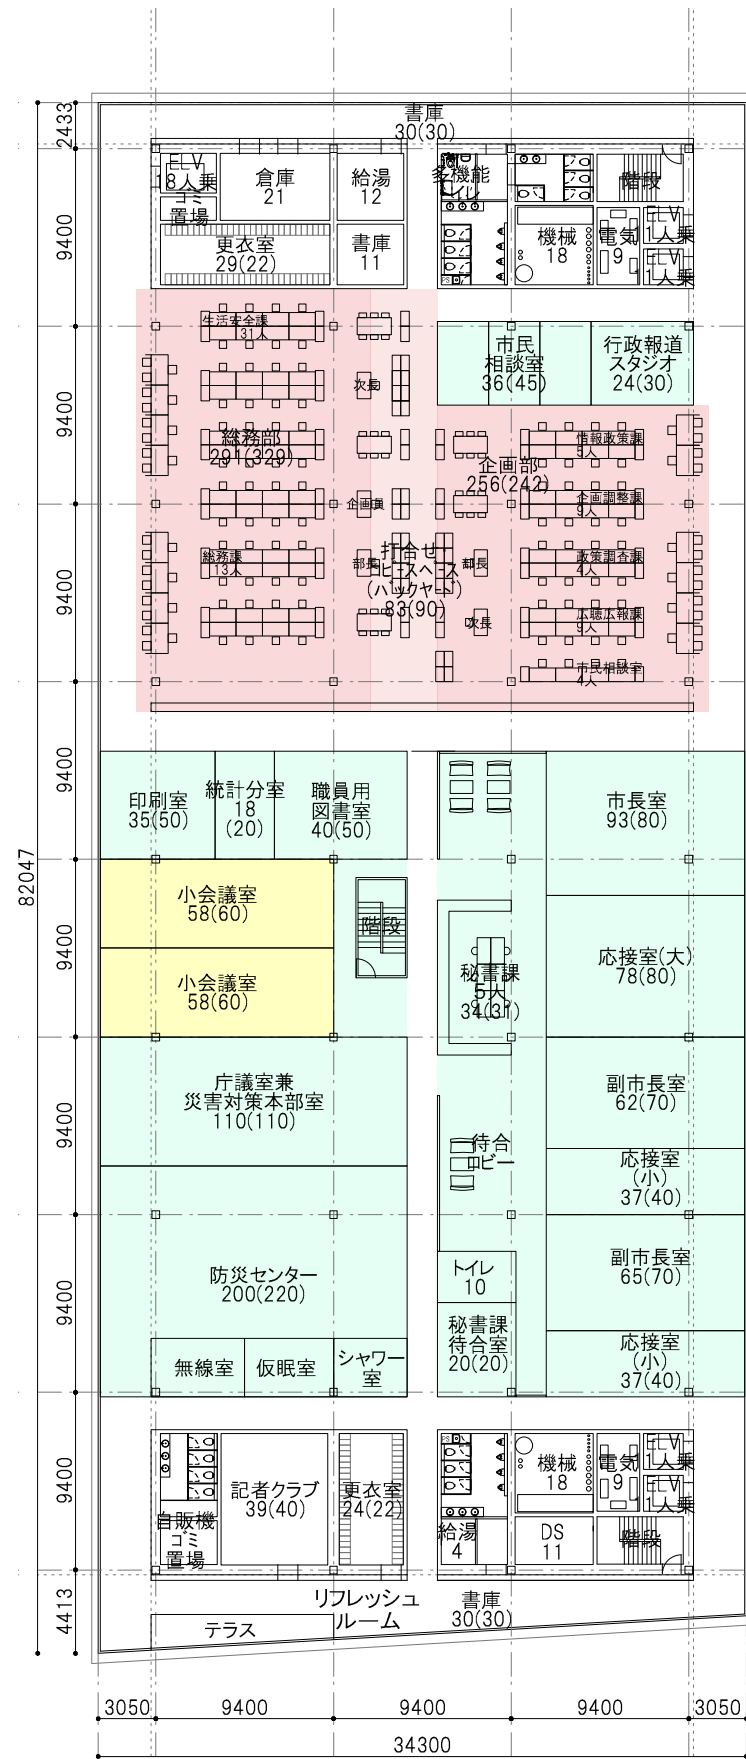 書庫
30(30)
2433
ELV
18人乗
ゴミ
置場
倉庫
21
給湯
12
多機能
トイレ
階段
更衣室
29(22)
書庫
11
機械
18
電気
9
ELV
11人乗
ELV
11人乗
PS
9400
生活安全課
31人
市民
相談室
36(45)
行政報道
スタジオ
24(30)
次長
9400
総務部
291(329)
企画部
256(242)
情報政策課
5人
企画員
企画調整課
9人
打合せ・
コピースペース
(バックヤード)
83(90)
総務課
13人
部長
部長
政策調査課
4人
9400
次長
広聴広報課
9人
市民相談室
4人
9400
印刷室
35(50)
統計分室
18
(20)
職員用
図書室
40(50)
市長室
93(80)
82047
小会議室
58(60)
階段
9400
応接室(大)
78(80)
小会議室
58(60)
秘書課
5人
34(31)
庁議室兼
災害対策本部室
110(110)
9400
副市長室
62(70)
待合
ロビー
応接室
(小)
37(40)
防災センター
200(220)
トイレ
10
副市長室
65(70)
9400
無線室
仮眠室
シャワー
室
秘書課
待合室
20(20)
応接室
(小)
37(40)
9400
PS
自販機
ゴミ
置場
記者クラブ
39(40)
更衣室
24(22)
機械
18
電気
9
ELV
11人乗
ELV
11人乗
給湯
4
DS
11
階段
4413
テラス
リフレッシュ
ルーム
書庫
30(30)
3050
9400
9400
9400
3050
34300